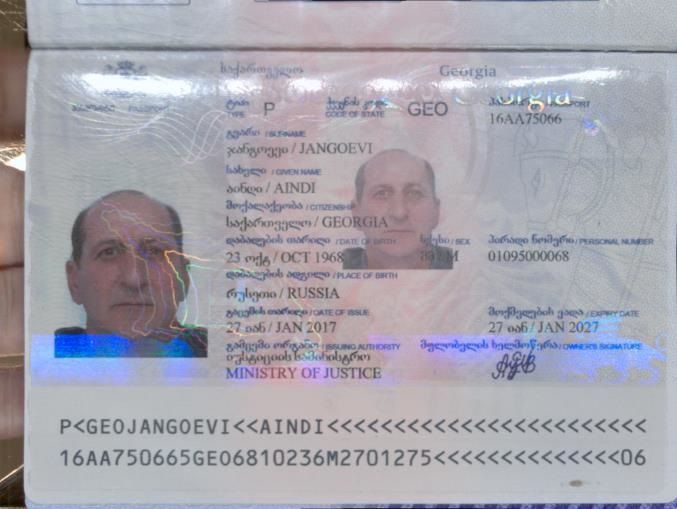 საქართველო Georgia
PASSPORT
ტიპი / TYPE P ქვეყნის კოდი / CODE OF STATE GEO PASSPORT
16AA75066
გვარი / SURNAME
ჯანგოევი / JANGOEVI
სახელი / GIVEN NAME
აინდი / AINDI
მოქალაქეობა / CITIZENSHIP
საქართველო / GEORGIA
დაბადების თარიღი / DATE OF BIRTH სქესი / SEX პირადი ნომერი / PERSONAL NUMBER
23 ოქტ / OCT 1968 M 01095000068
დაბადების ადგილი / PLACE OF BIRTH
რუსეთი / RUSSIA
გაცემის თარიღი / DATE OF ISSUE მოქმედების ვადა / EXPIRY DATE
27 იან / JAN 2017 27 იან / JAN 2027
გამცემი ორგანო / ISSUING AUTHORITY მფლობელის ხელმოწერა / OWNER'S SIGNATURE
იუსტიციის სამინისტრო
MINISTRY OF JUSTICE
P<GEOJANGOEVI<<AINDI<<<<<<<<<<<<<<<<<<<<<<<<
16AA750665GEO6810236M2701275<<<<<<<<<<<<<<06